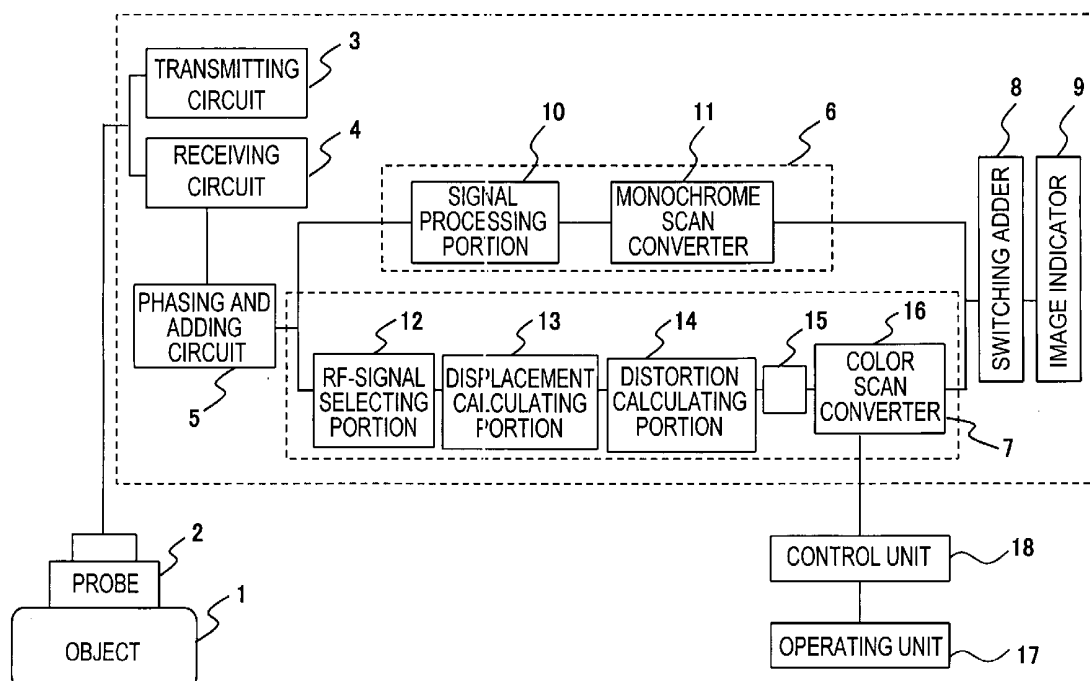 3
TRANSMITTING
CIRCUIT
4
RECEIVING
CIRCUIT
10
11
6
8
9
SIGNAL
PROCESSING
PORTION
MONOCHROME
SCAN
CONVERTER
SWITCHING ADDER
IMAGE INDICATOR
PHASING AND
ADDING
CIRCUIT
5
12
13
14
15
16
RF-SIGNAL
SELECTING
PORTION
DISPLACEMENT
CALCULATING
PORTION
DISTORTION
CALCULATING
PORTION
COLOR
SCAN
CONVERTER
7
2
PROBE
1
OBJECT
CONTROL UNIT
18
OPERATING UNIT
17